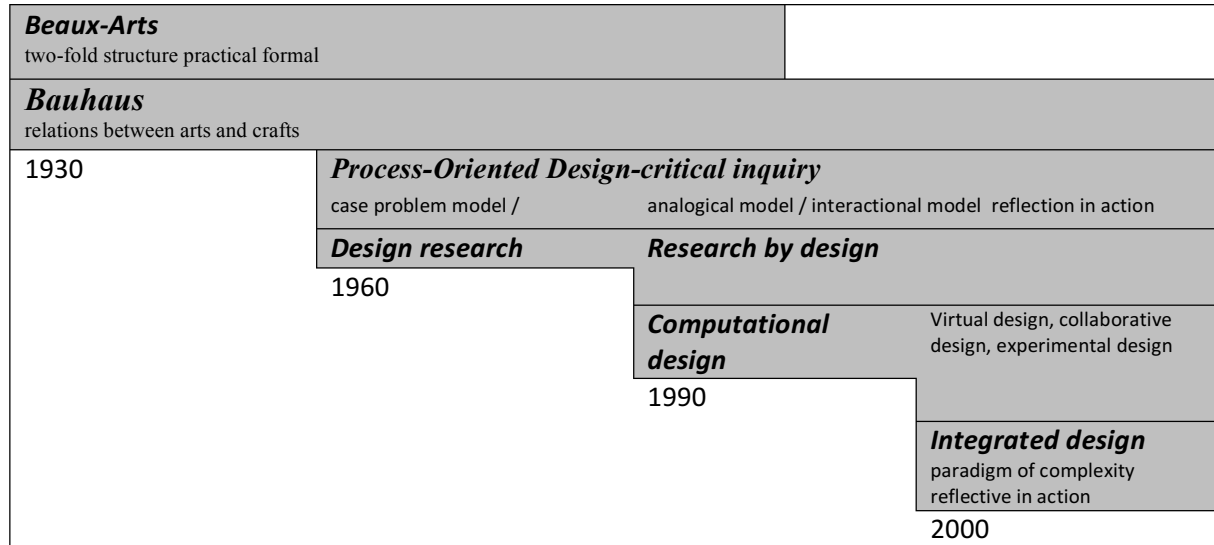 Beaux-Arts
two-fold structure practical formal
Bauhaus
relations between arts and crafts
1930
Process-Oriented Design-critical inquiry
case problem model /
analogical model / interactional model reflection in action
Design research
Research by design
1960
Computational
design
Virtual design, collaborative
design, experimental design
1990
Integrated design
paradigm of complexity
reflective in action
2000